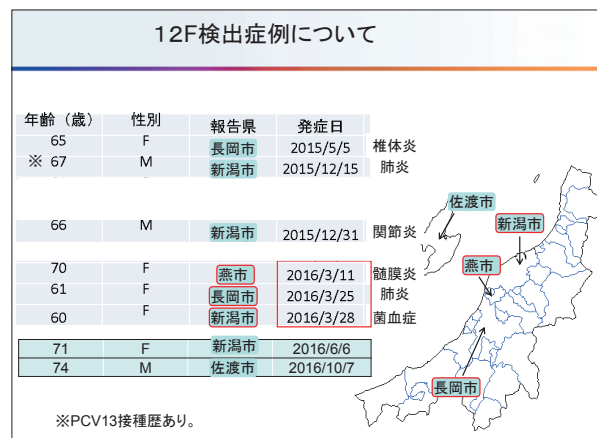 12F検出症例について
年齢（歳） 性別 報告県 発症日
65 F 長岡市 2015/5/5 椎体炎
※ 67 M 新潟市 2015/12/15 肺炎
66 M 新潟市 2015/12/31 関節炎
70 F 燕市 2016/3/11 髄膜炎
61 F 長岡市 2016/3/25 肺炎
60 F 新潟市 2016/3/28 菌血症
71 F 新潟市 2016/6/6
74 M 佐渡市 2016/10/7
※PCV13接種歴あり。
佐渡市
新潟市
燕市
長岡市